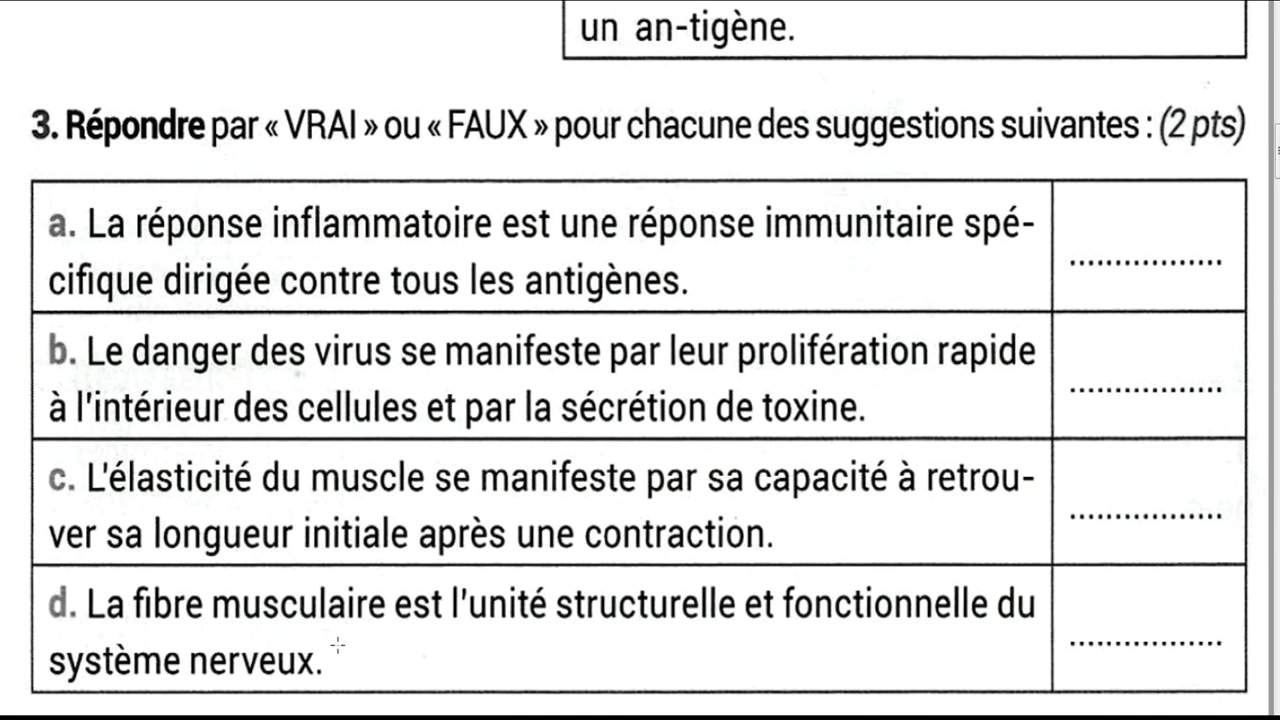 un an-tigène.
3. Répondre par « VRAI » ou « FAUX » pour chacune des suggestions suivantes : (2 pts)
a. La réponse inflammatoire est une réponse immunitaire spé-
cifique dirigée contre tous les antigènes.
..................
b. Le danger des virus se manifeste par leur prolifération rapide
à l'intérieur des cellules et par la sécrétion de toxine.
..................
c. L'élasticité du muscle se manifeste par sa capacité à retrou-
ver sa longueur initiale après une contraction.
..................
d. La fibre musculaire est l'unité structurelle et fonctionnelle du
système nerveux.
..................